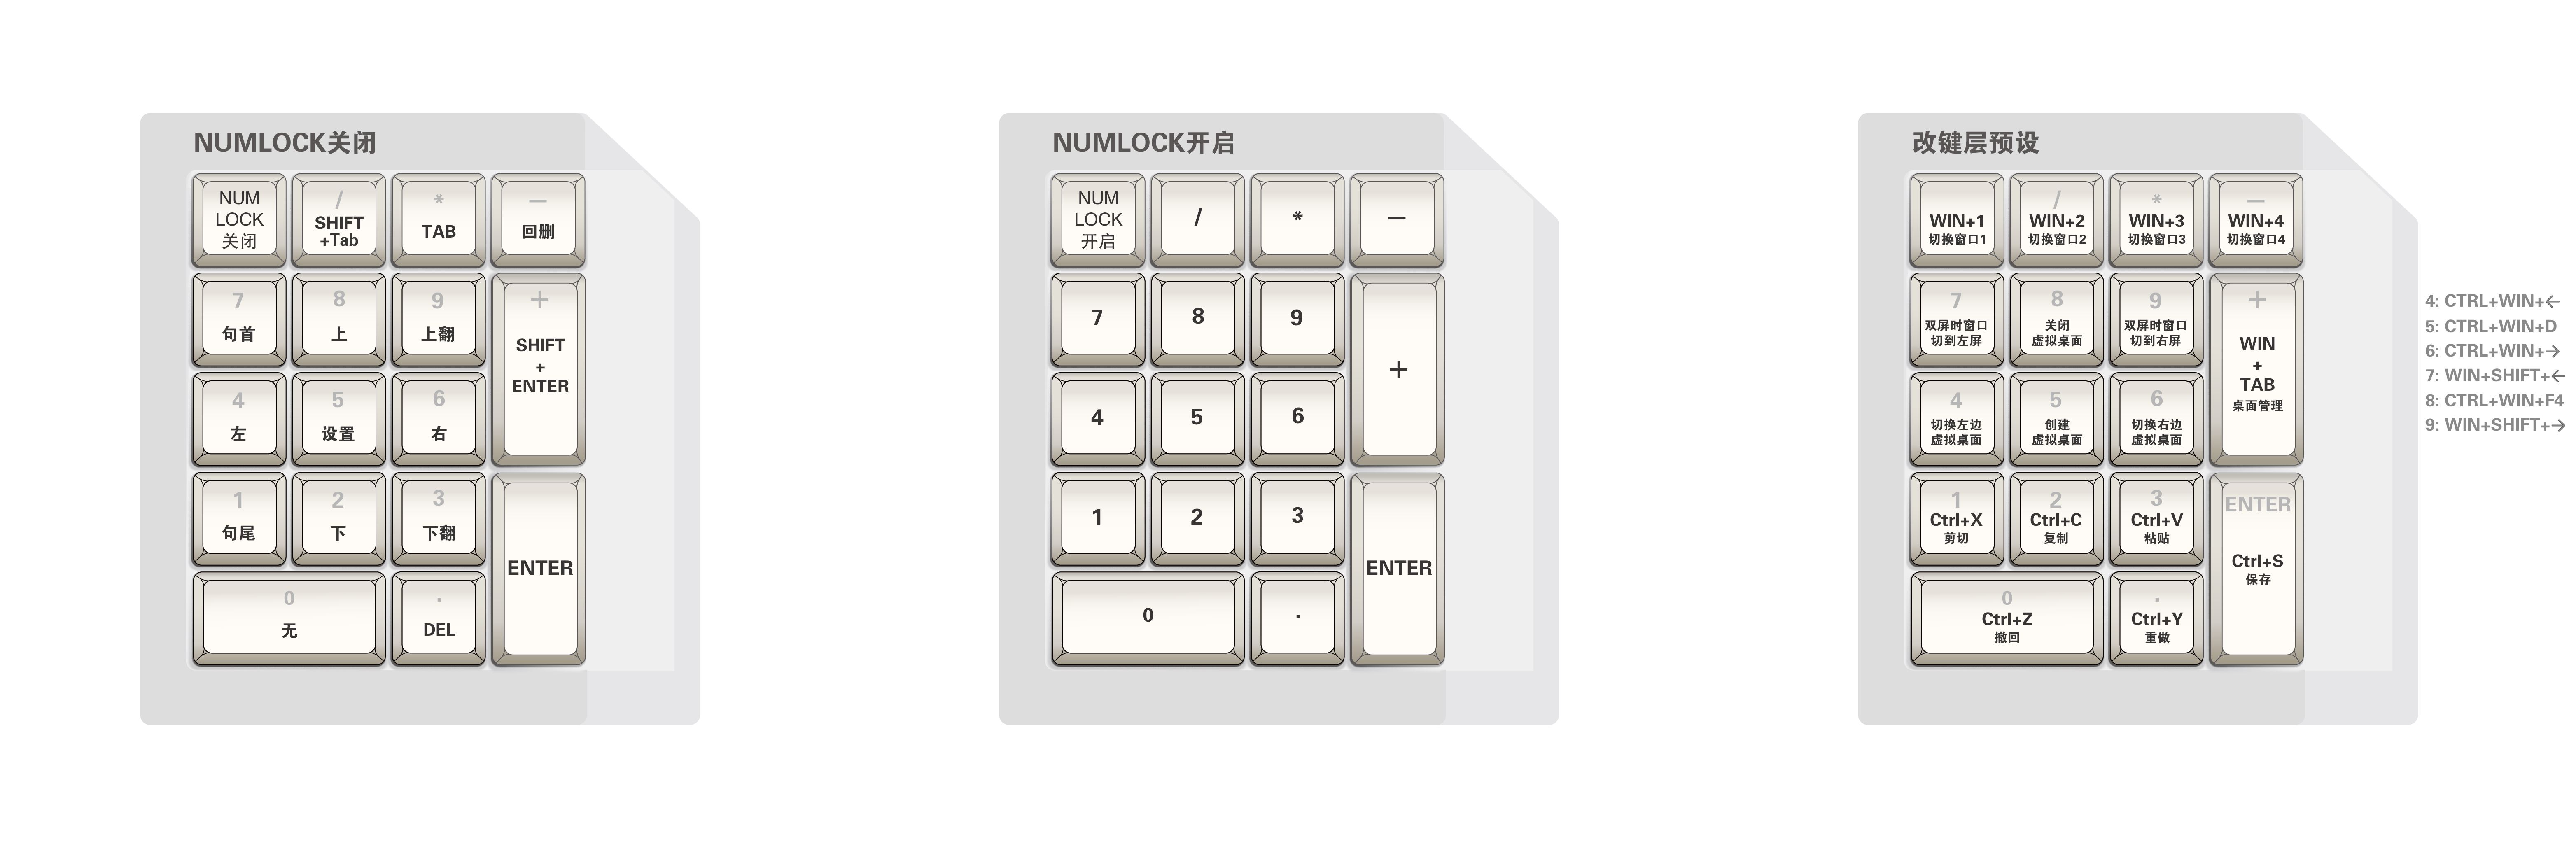 NUMLOCK关闭
NUM
LOCK
关闭
/
SHIFT
+Tab
*
TAB
—
回删
7
句首
8
上
9
上翻
+
SHIFT
+
ENTER
4
左
5
设置
6
右
1
句尾
2
下
3
下翻
ENTER
0
无
.
DEL
NUMLOCK开启
NUM
LOCK
开启
/
*
—
7
8
9
+
4
5
6
1
2
3
ENTER
0
.
改键层预设
WIN+1
切换窗口1
/
WIN+2
切换窗口2
*
WIN+3
切换窗口3
—
WIN+4
切换窗口4
7
双屏时窗口
切到左屏
8
关闭
虚拟桌面
9
双屏时窗口
切到右屏
+
WIN
+
TAB
桌面管理
4
切换左边
虚拟桌面
5
创建
虚拟桌面
6
切换右边
虚拟桌面
1
Ctrl+X
剪切
2
Ctrl+C
复制
3
Ctrl+V
粘贴
ENTER
Ctrl+S
保存
0
Ctrl+Z
撤回
.
Ctrl+Y
重做
4: CTRL+WIN+←
5: CTRL+WIN+D
6: CTRL+WIN+→
7: WIN+SHIFT+←
8: CTRL+WIN+F4
9: WIN+SHIFT+→